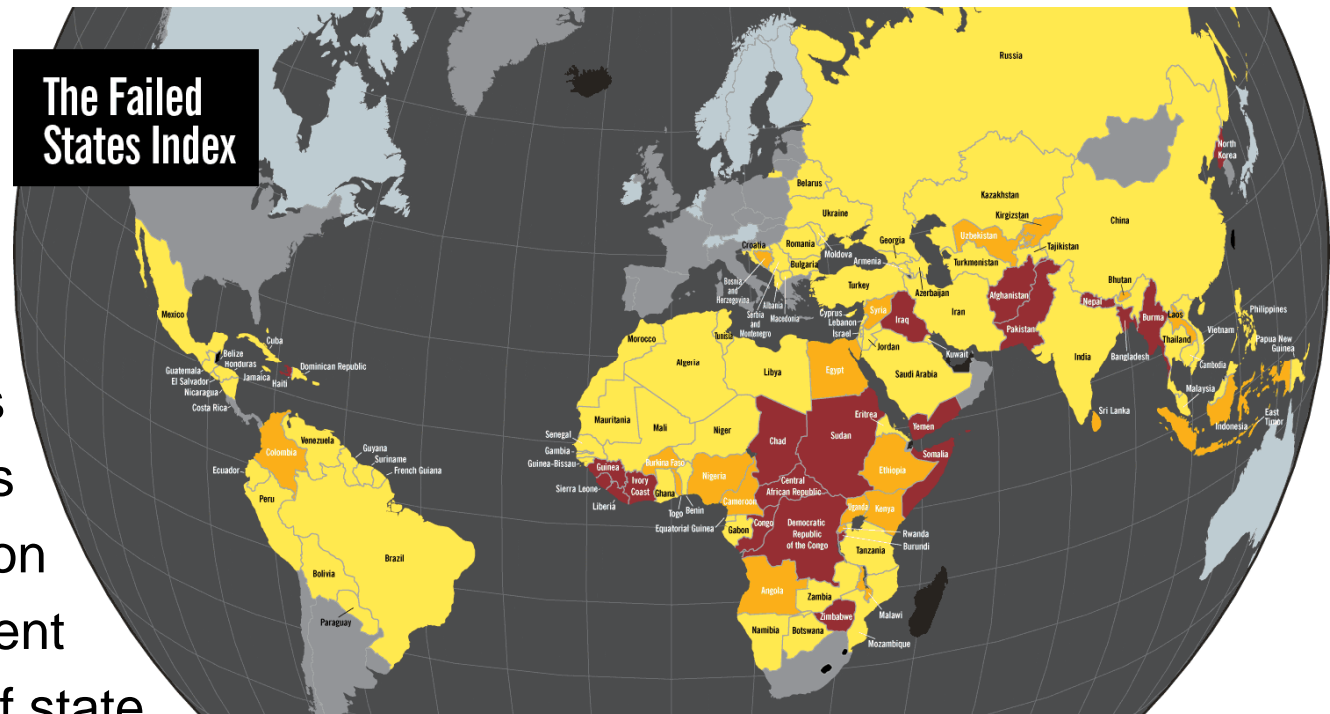 The Failed
States Index
s
s
on
ent
f state
Russia
North
Korea
Belarus
Ukraine
Kazakhstan
Kirgizstan
China
Croatia
Romania
Moldova
Georgia
Uzbekistan
Tajikistan
Bulgaria
Armenia
Turkmenistan
Bosnia
and
Herzegovina
Albania
Turkey
Azerbaijan
Afghanistan
Bhutan
Serbia
and
Montenegro
Macedonia
Cyprus
Lebanon
Israel
Syria
Iraq
Iran
Nepal
Burma
Laos
Philippines
Pakistan
Mexico
Cuba
Morocco
Tunisia
Jordan
Kuwait
India
Bangladesh
Thailand
Vietnam
Papua New
Guinea
Belize
Honduras
Dominican Republic
Guatemala
El Salvador
Jamaica
Haiti
Nicaragua
Costa Rica
Algeria
Libya
Egypt
Saudi Arabia
Cambodia
Malaysia
Sri Lanka
Indonesia
East
Timor
Mauritania
Mali
Niger
Chad
Sudan
Eritrea
Yemen
Senegal
Gambia
Guinea-Bissau
Guinea
Burkina Faso
Nigeria
Ethiopia
Somalia
Venezuela
Guyana
Suriname
French Guiana
Colombia
Ecuador
Sierra Leone
Liberia
Ivory
Coast
Ghana
Togo
Benin
Cameroon
Central
African Republic
Equatorial Guinea
Gabon
Congo
Democratic
Republic
of the Congo
Uganda
Kenya
Rwanda
Burundi
Tanzania
Peru
Brazil
Bolivia
Paraguay
Angola
Zambia
Malawi
Zimbabwe
Namibia
Botswana
Mozambique